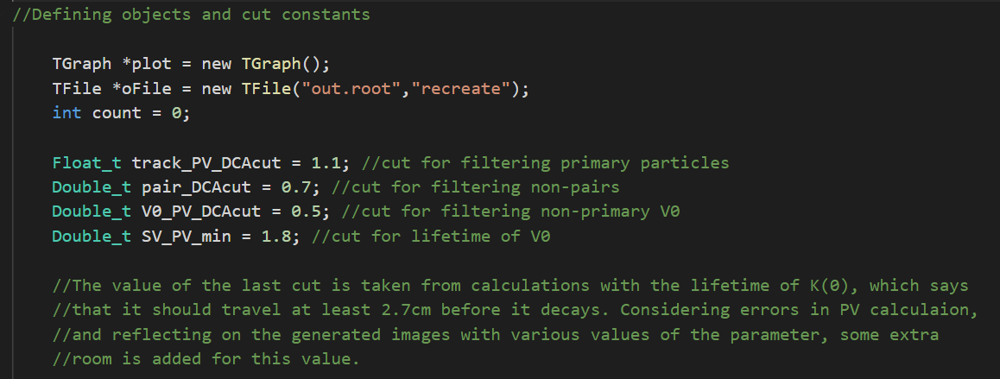 //Defining objects and cut constants
TGraph *plot = new TGraph();
TFile *oFile = new TFile("out.root","recreate");
int count = 0;
Float_t track_PV_DCAcut = 1.1; //cut for filtering primary particles
Double_t pair_DCAcut = 0.7; //cut for filtering non-pairs
Double_t V0_PV_DCAcut = 0.5; //cut for filtering non-primary V0
Double_t SV_PV_min = 1.8; //cut for lifetime of V0
//The value of the last cut is taken from calculations with the lifetime of K(0), which says
//that it should travel at least 2.7cm before it decays. Considering errors in PV calculaion,
//and reflecting on the generated images with various values of the parameter, some extra
//room is added for this value.